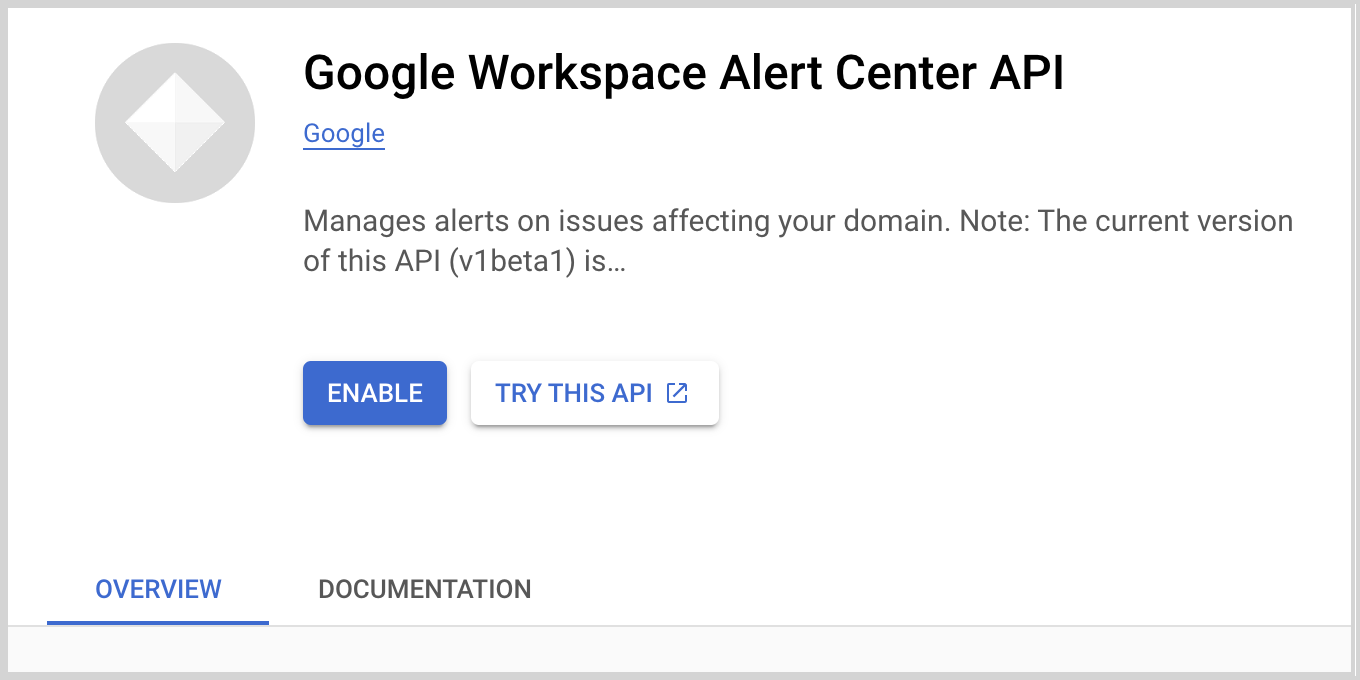 Google Workspace Alert Center API
Google
Manages alerts on issues affecting your domain. Note: The current version
of this API (v1beta1) is…
ENABLE
TRY THIS API
OVERVIEW
DOCUMENTATION